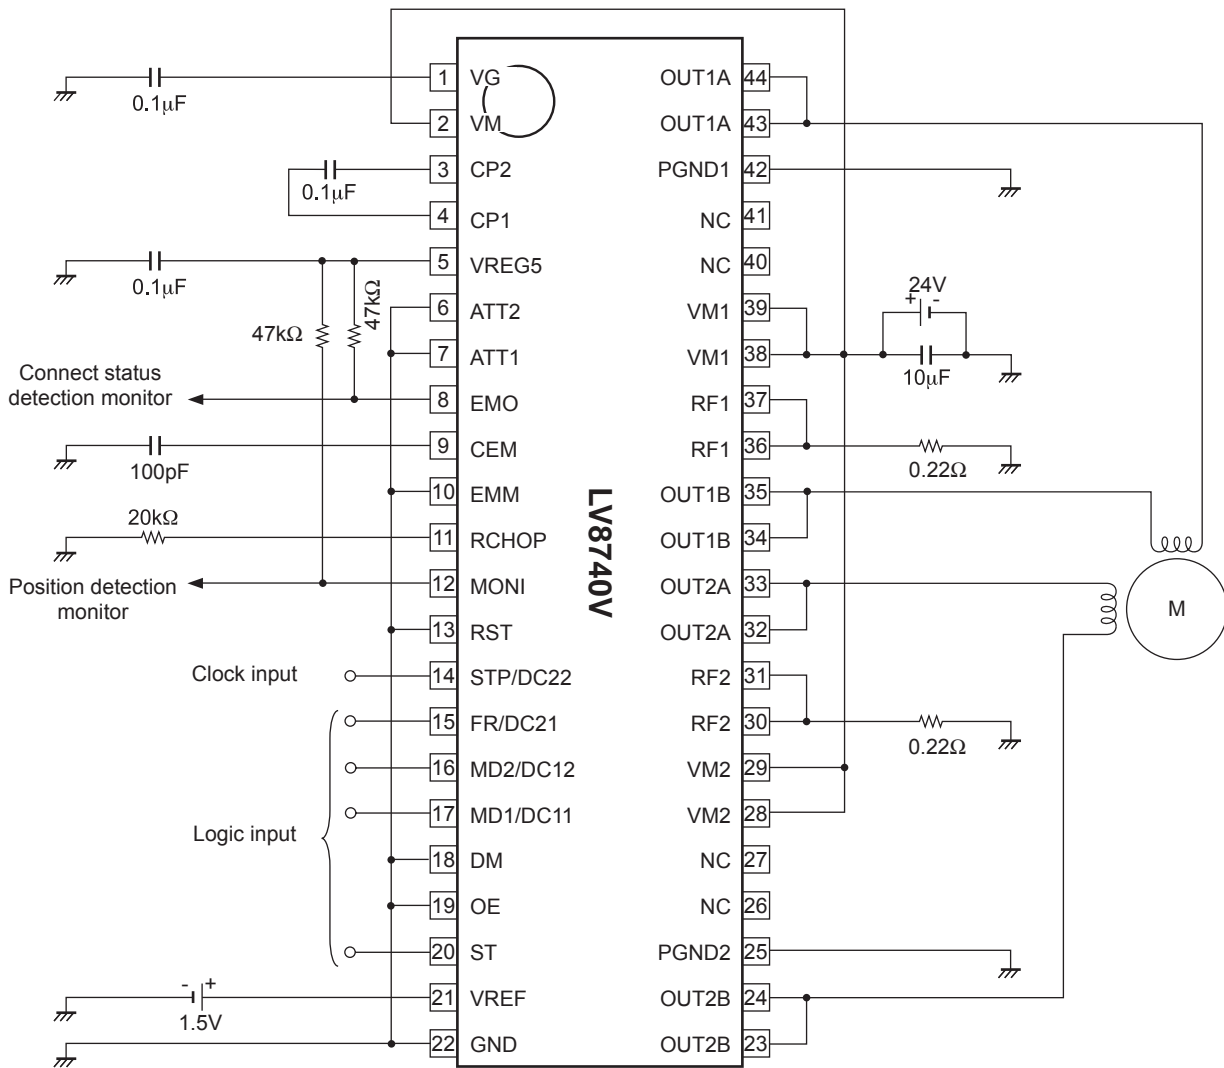 1 VG
0.1μF
2 VM
3 CP2
0.1μF
4 CP1
5 VREG5
0.1μF
47kΩ
47kΩ
6 ATT2
7 ATT1
Connect status
detection monitor
8 EMO
9 CEM
100pF
10 EMM
20kΩ
11 RCHOP
Position detection
monitor
12 MONI
13 RST
Clock input
14 STP/DC22
15 FR/DC21
16 MD2/DC12
17 MD1/DC11
Logic input
18 DM
19 OE
20 ST
- +
1.5V
21 VREF
22 GND
LV8740V
OUT1A 44
OUT1A 43
PGND1 42
NC 41
NC 40
VM1 39
24V
+ -
VM1 38
10μF
RF1 37
RF1 36
0.22Ω
OUT1B 35
OUT1B 34
OUT2A 33
OUT2A 32
M
RF2 31
RF2 30
0.22Ω
VM2 29
VM2 28
NC 27
NC 26
PGND2 25
OUT2B 24
OUT2B 23